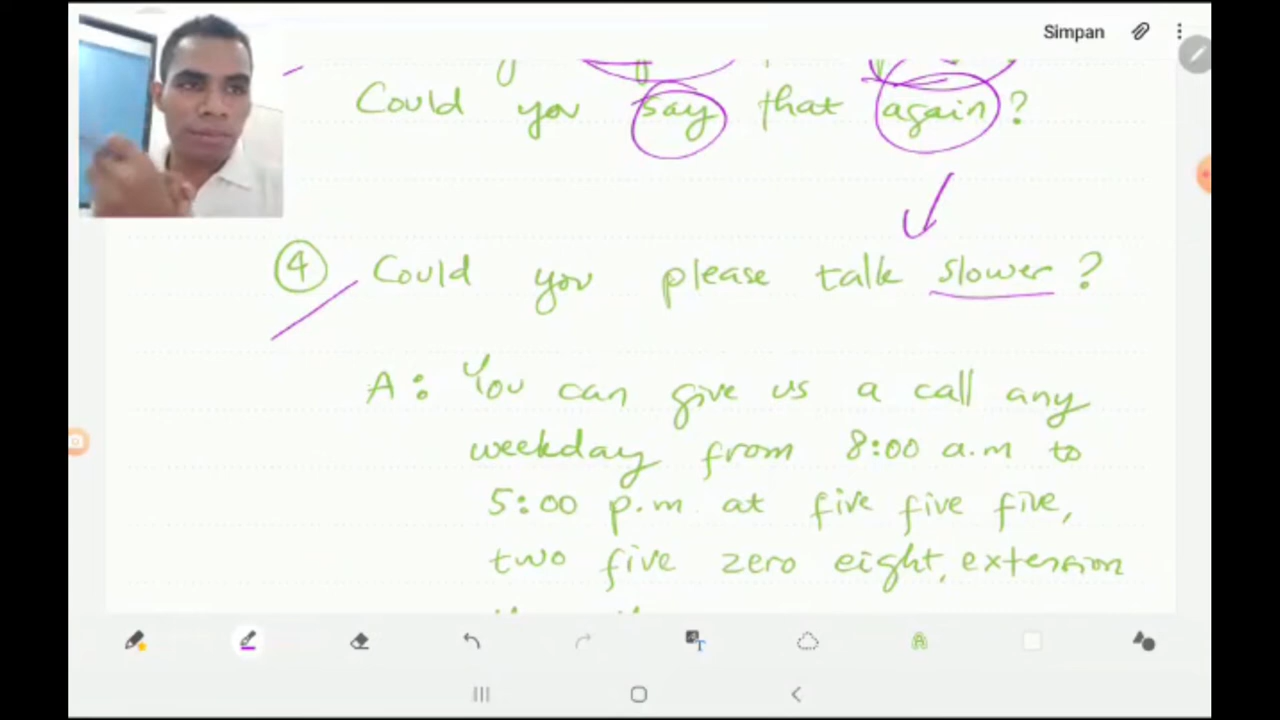 Simpan
Could you say that again?
4 Could you please talk slower?
A: You can give us a call any
weekday from 8:00 a.m to
5:00 p.m at five five five,
two five zero eight, extension